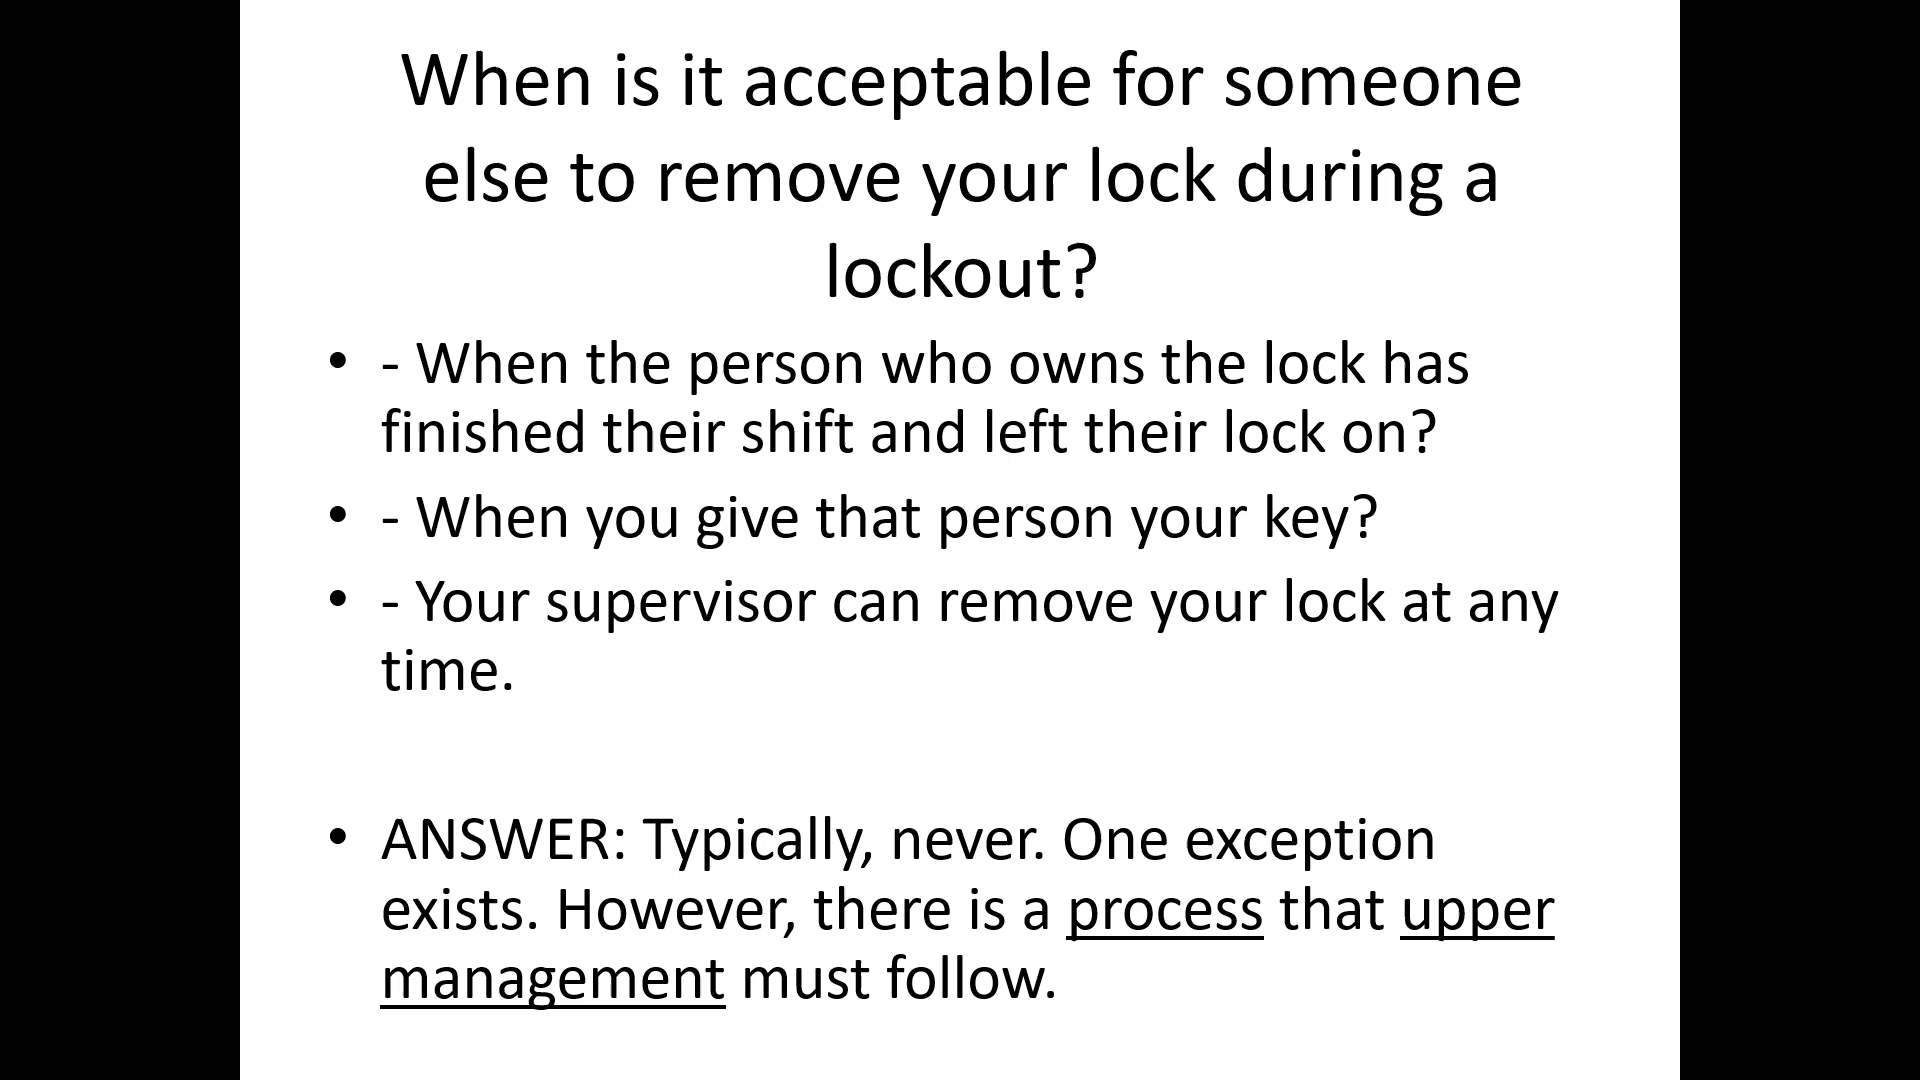 When is it acceptable for someone
else to remove your lock during a
lockout?
• - When the person who owns the lock has
finished their shift and left their lock on?
• - When you give that person your key?
• - Your supervisor can remove your lock at any
time.
• ANSWER: Typically, never. One exception
exists. However, there is a process that upper
management must follow.